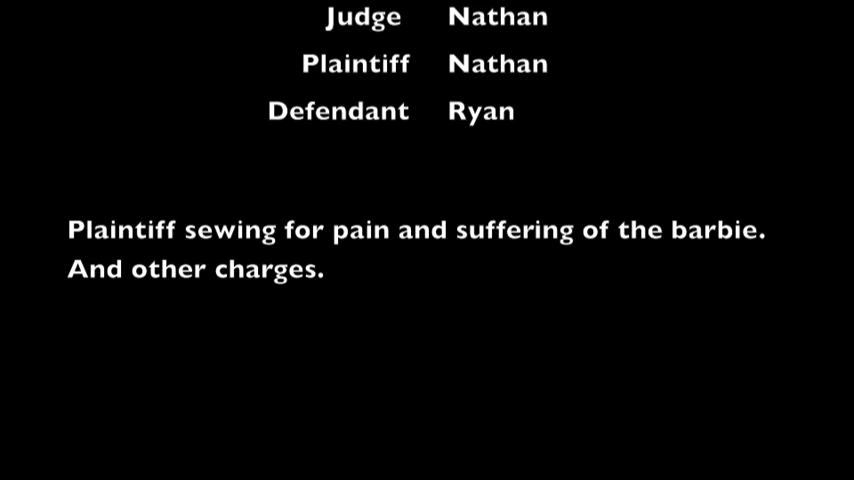 Judge Nathan
Plaintiff Nathan
Defendant Ryan
Plaintiff sewing for pain and suffering of the barbie.
And other charges.